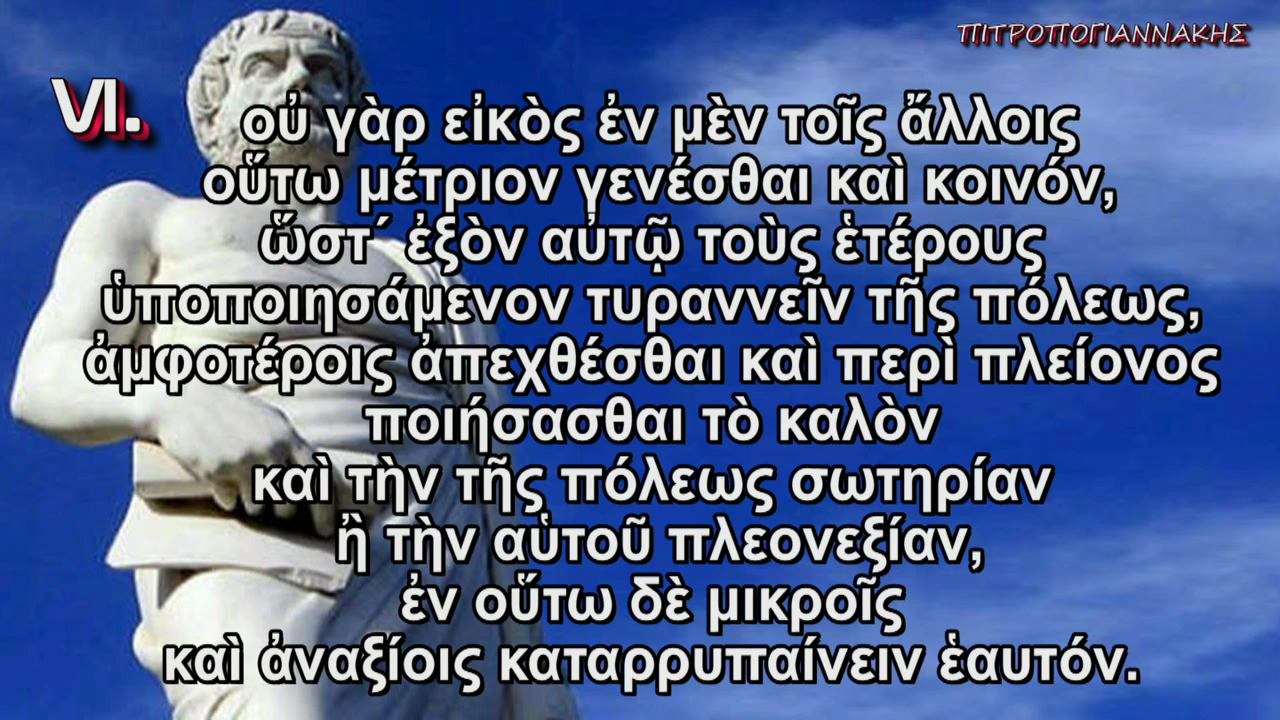 ΠΙΤΡΟΠΟΓΙΑΝΝΑΚΗΣ
VI.
οὐ γὰρ εἰκὸς ἐν μὲν τοῖς ἄλλοις
οὕτω μέτριον γενέσθαι καὶ κοινόν,
ὥστ´ ἐξὸν αὐτῷ τοὺς ἑτέρους
ὑποποιησάμενον τυραννεῖν τῆς πόλεως,
ἀμφοτέροις ἀπεχθέσθαι καὶ περὶ πλείονος
ποιήσασθαι τὸ καλὸν
καὶ τὴν τῆς πόλεως σωτηρίαν
ἢ τὴν αὑτοῦ πλεονεξίαν,
ἐν οὕτω δὲ μικροῖς
καὶ ἀναξίοις καταρρυπαίνειν ἑαυτόν.